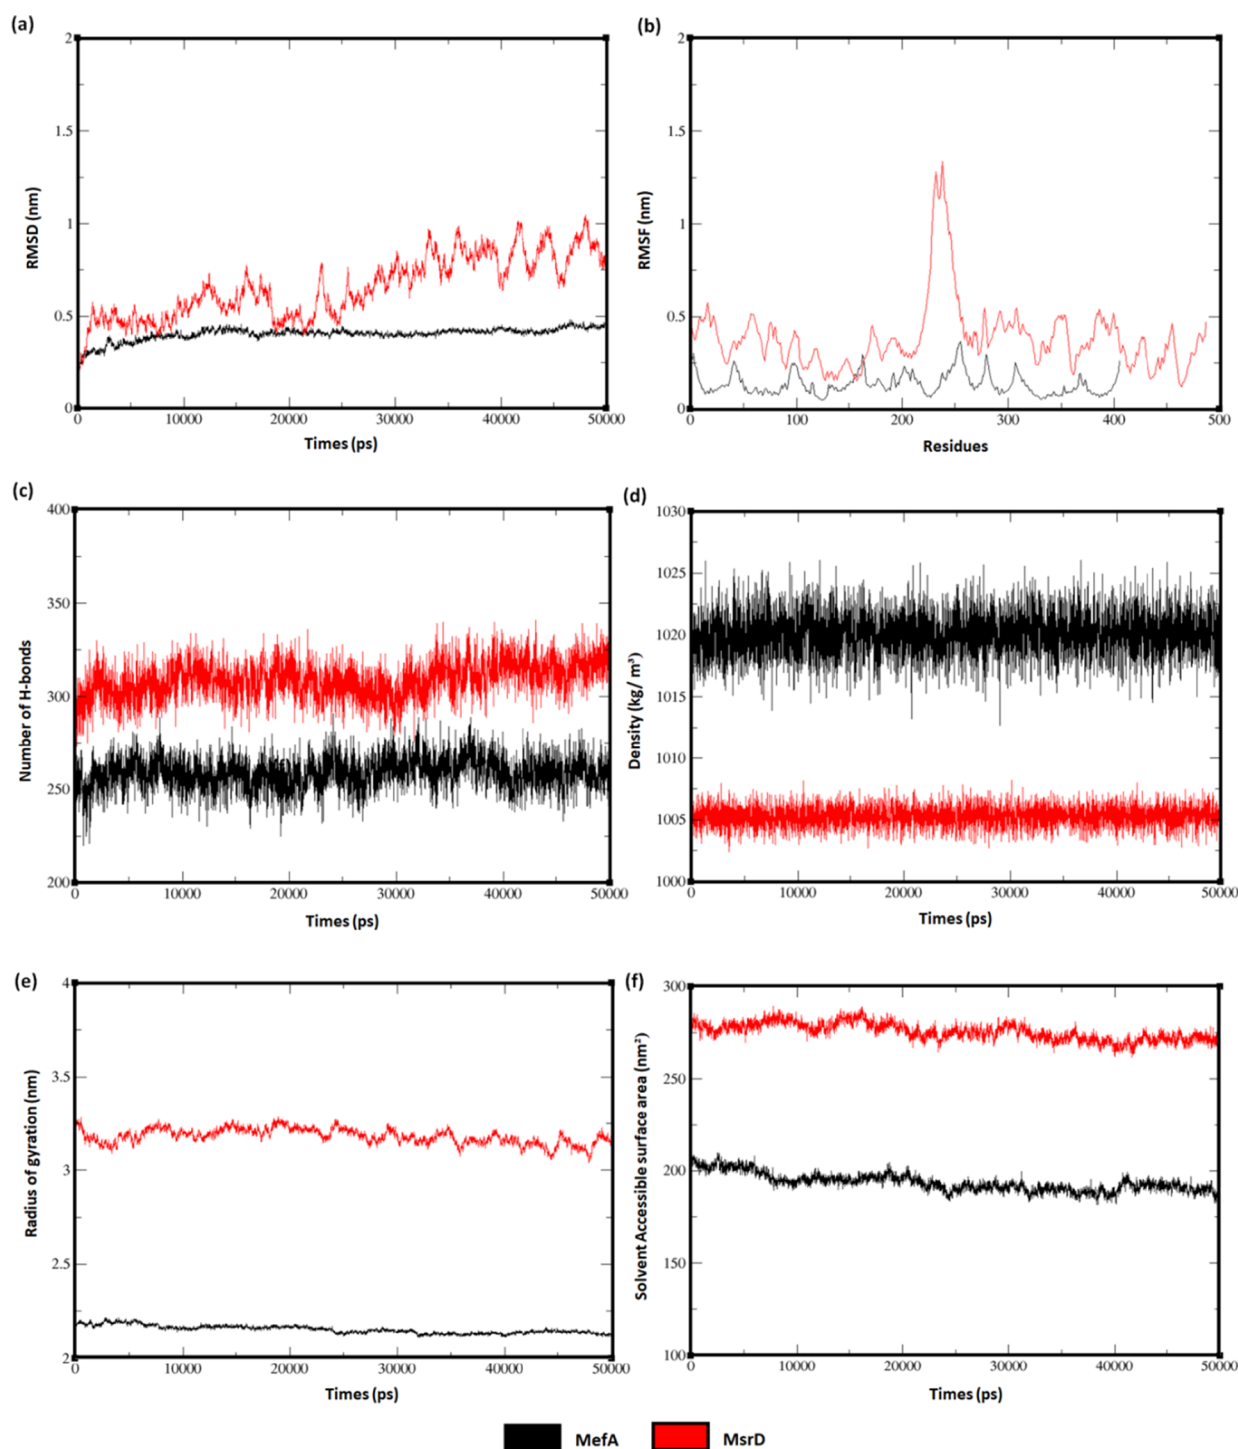 (a)
2
1.5
1
0.5
0
RMSD (nm)
0 10000 20000 30000 40000 50000
Times (ps)
(b)
2
1.5
1
0.5
0
RMSF (nm)
0 100 200 300 400 500
Residues
(c)
400
350
300
250
200
Number of H-bonds
0 10000 20000 30000 40000 50000
Times (ps)
(d)
1030
1025
1020
1015
1010
1005
1000
Density (kg/ m³)
0 10000 20000 30000 40000 50000
Times (ps)
(e)
4
3.5
3
2.5
2
Radius of gyration (nm)
0 10000 20000 30000 40000 50000
Times (ps)
(f)
300
250
200
150
100
Solvent Accessible surface area (nm²)
0 10000 20000 30000 40000 50000
Times (ps)
MefA MsrD